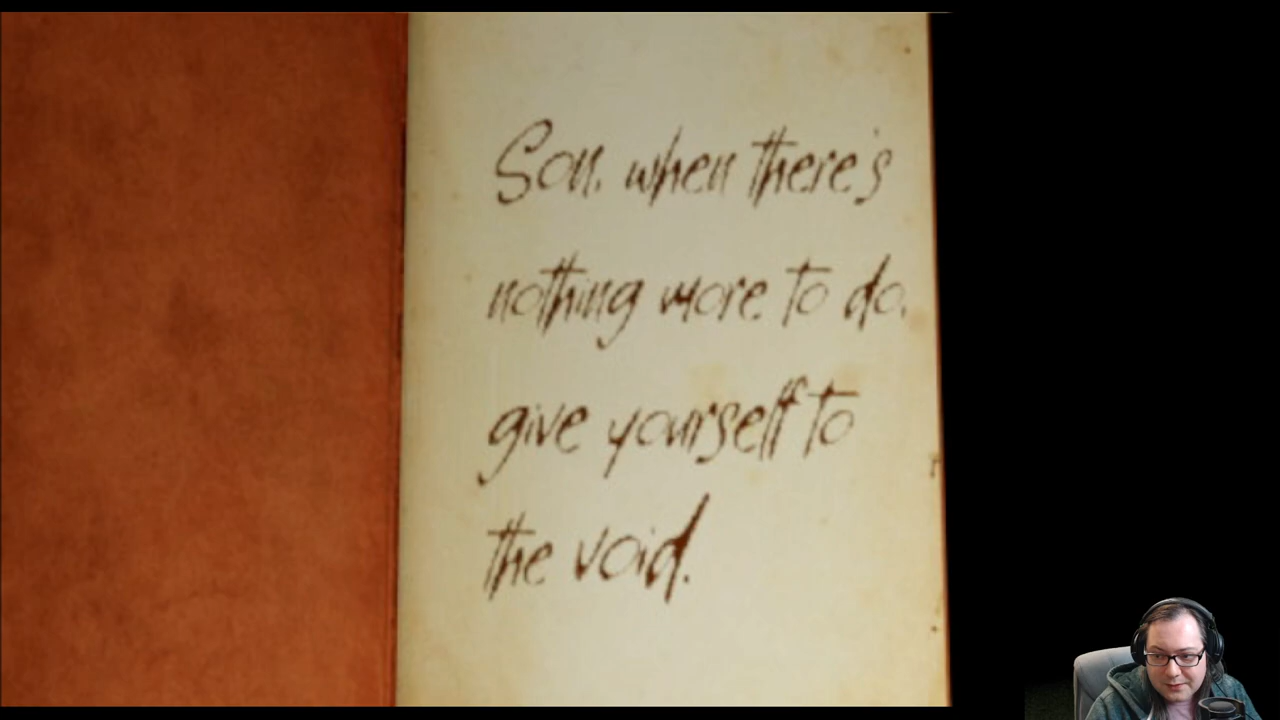 Son, when there's
nothing more to do,
give yourself to
the void.